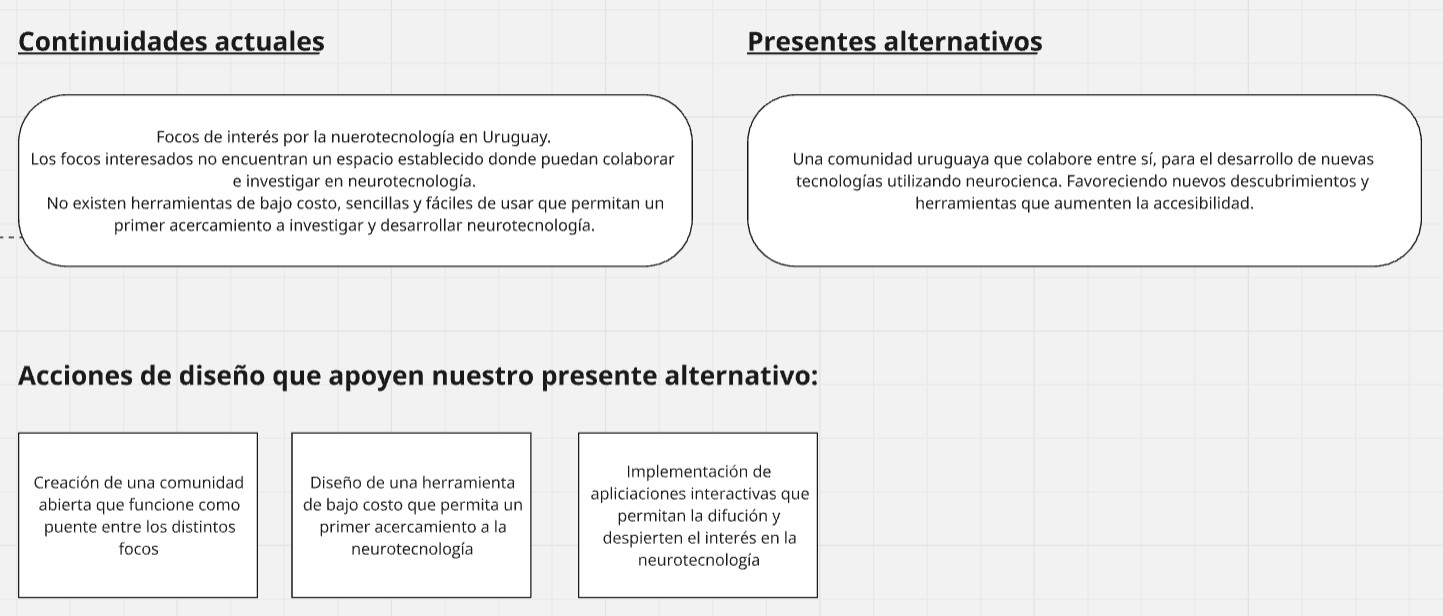 Continuidades actuales
Presentes alternativos
Focos de interés por la nuerotecnología en Uruguay.
Los focos interesados no encuentran un espacio establecido donde puedan colaborar
e investigar en neurotecnología.
No existen herramientas de bajo costo, sencillas y fáciles de usar que permitan un
primer acercamiento a investigar y desarrollar neurotecnología.
Una comunidad uruguaya que colabore entre sí, para el desarrollo de nuevas
tecnologías utilizando neurocienca. Favoreciendo nuevos descubrimientos y
herramientas que aumenten la accesibilidad.
Acciones de diseño que apoyen nuestro presente alternativo:
Creación de una comunidad
abierta que funcione como
puente entre los distintos
focos
Diseño de una herramienta
de bajo costo que permita un
primer acercamiento a la
neurotecnología
Implementación de
apliciaciones interactivas que
permitan la difución y
despierten el interés en la
neurotecnología